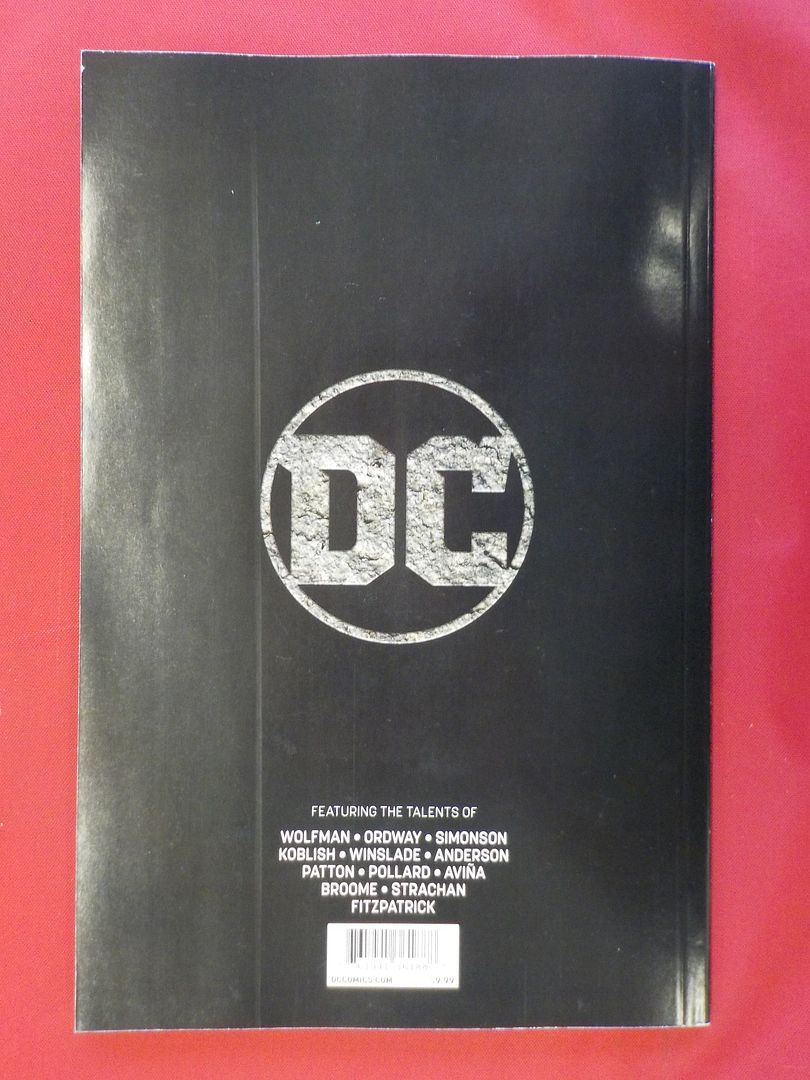 DC
FEATURING THE TALENTS OF
WOLFMAN • ORDWAY • SIMONSON
KOBLISH • WINSLADE • ANDERSON
PATTON • POLLARD • AVIÑA
BROOME • STRACHAN
FITZPATRICK
DCCOMICS.COM